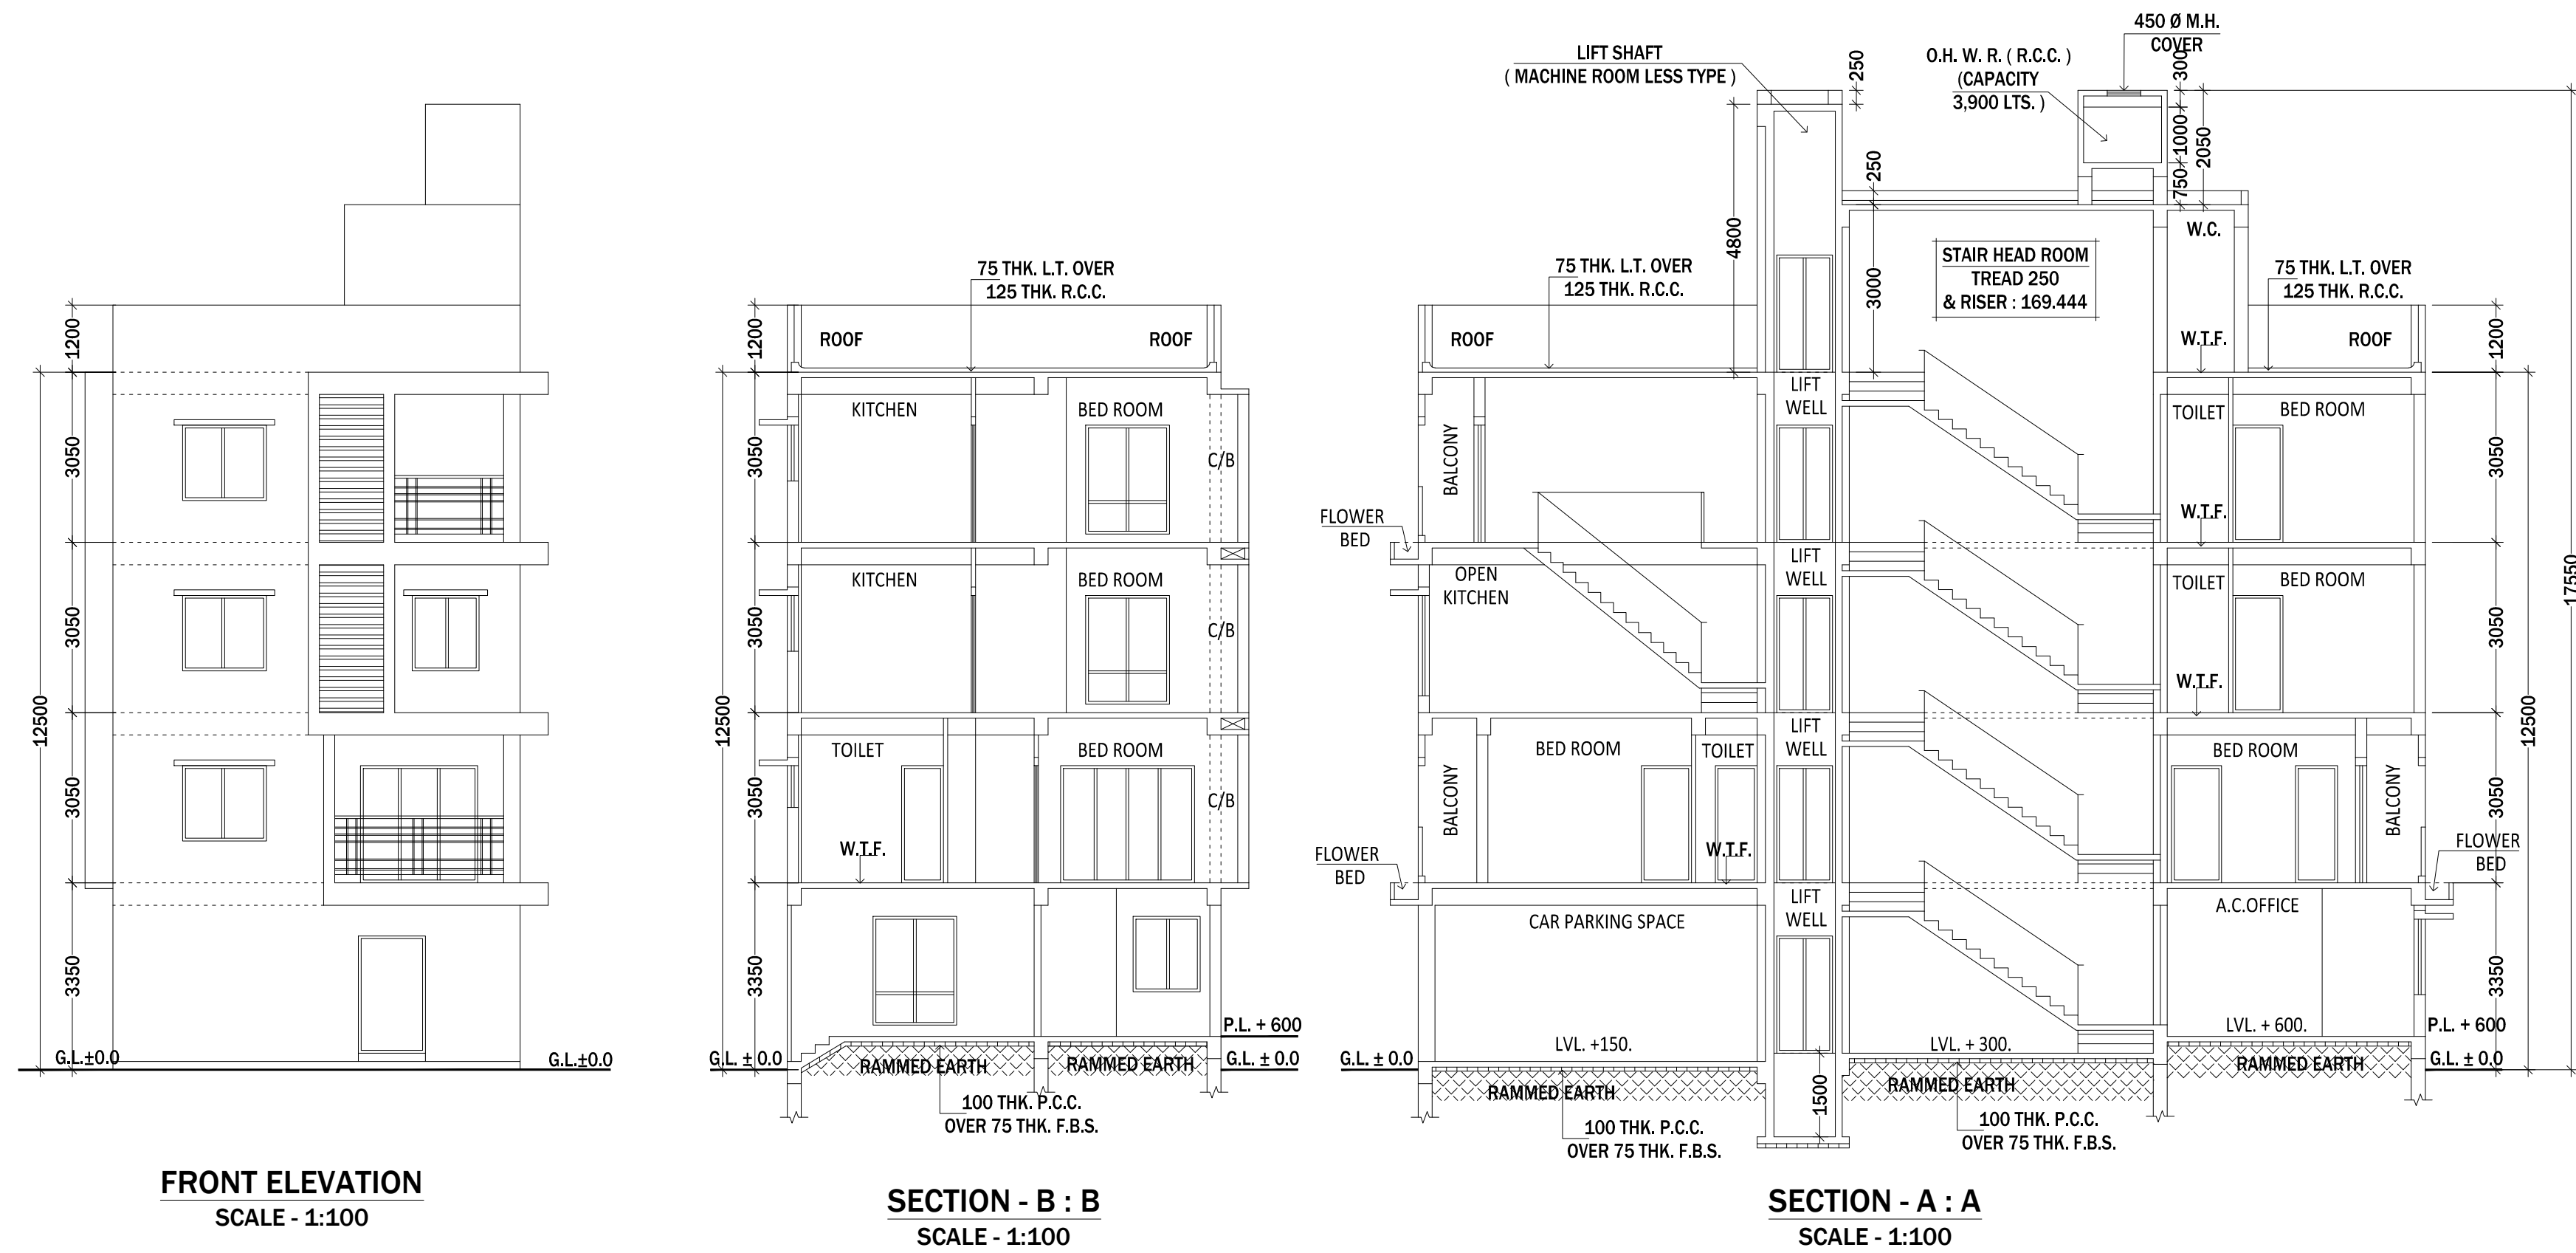 1200
3050
3050
3050
3350
12500
G.L.±0.0
G.L.±0.0
FRONT ELEVATION
SCALE - 1:100
75 THK. L.T. OVER
125 THK. R.C.C.
ROOF
ROOF
1200
3050
3050
3050
3350
12500
KITCHEN
BED ROOM
C/B
KITCHEN
BED ROOM
C/B
TOILET
BED ROOM
C/B
W.T.F.
P.L. + 600
G.L. ± 0.0
G.L. ± 0.0
RAMMED EARTH
RAMMED EARTH
100 THK. P.C.C.
OVER 75 THK. F.B.S.
SECTION - B : B
SCALE - 1:100
LIFT SHAFT
( MACHINE ROOM LESS TYPE )
250
O.H. W. R. ( R.C.C. )
(CAPACITY
3,900 LTS. )
450 Ø M.H.
COVER
300
1000
750
2050
250
4800
3000
W.C.
STAIR HEAD ROOM
TREAD 250
& RISER : 169.444
75 THK. L.T. OVER
125 THK. R.C.C.
75 THK. L.T. OVER
125 THK. R.C.C.
ROOF
W.T.F.
ROOF
1200
3050
3050
3050
3350
12500
17550
LIFT
WELL
BALCONY
TOILET
BED ROOM
W.T.F.
FLOWER
BED
OPEN
KITCHEN
LIFT
WELL
TOILET
BED ROOM
W.T.F.
BALCONY
BED ROOM
TOILET
LIFT
WELL
BED ROOM
BALCONY
W.T.F.
FLOWER
BED
FLOWER
BED
CAR PARKING SPACE
LIFT
WELL
A.C.OFFICE
LVL. +150.
LVL. + 300.
LVL. + 600.
P.L. + 600
G.L. ± 0.0
G.L. ± 0.0
RAMMED EARTH
RAMMED EARTH
RAMMED EARTH
1500
100 THK. P.C.C.
OVER 75 THK. F.B.S.
100 THK. P.C.C.
OVER 75 THK. F.B.S.
SECTION - A : A
SCALE - 1:100